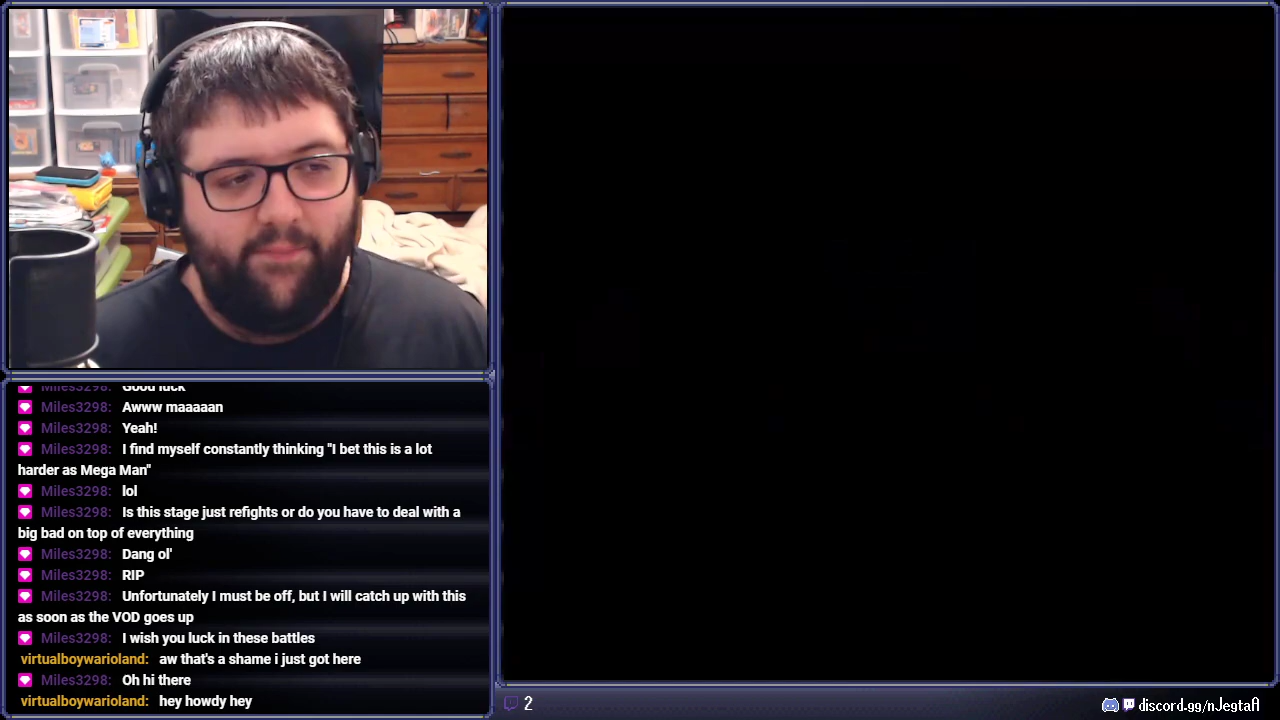 Miles3298: Good luck
Miles3298: Awww maaaaan
Miles3298: Yeah!
Miles3298: I find myself constantly thinking "I bet this is a lot
harder as Mega Man"
Miles3298: lol
Miles3298: Is this stage just refights or do you have to deal with a
big bad on top of everything
Miles3298: Dang ol'
Miles3298: RIP
Miles3298: Unfortunately I must be off, but I will catch up with this
as soon as the VOD goes up
Miles3298: I wish you luck in these battles
virtualboywarioland: aw that's a shame i just got here
Miles3298: Oh hi there
virtualboywarioland: hey howdy hey
2
discord.gg/nJegtaA